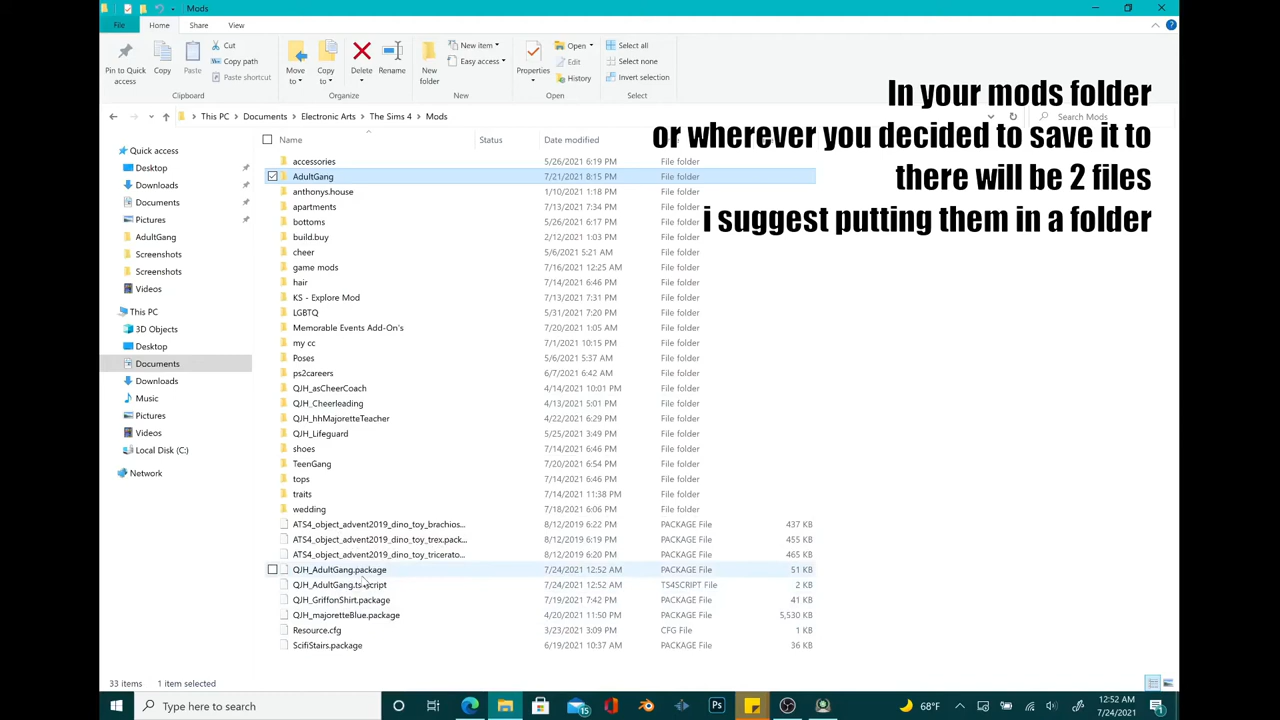 Mods
File
Home
Share
View
Pin to Quick access
Copy
Paste
Cut
Copy path
Paste shortcut
Clipboard
Move to
Copy to
Delete
Rename
Organize
New folder
New item
Easy access
New
Properties
Open
Edit
History
Open
Select all
Select none
Invert selection
Select
In your mods folder
or wherever you decided to save it to
there will be 2 files
i suggest putting them in a folder
This PC > Documents > Electronic Arts > The Sims 4 > Mods
Search Mods
Name Status Date modified
Quick access
Desktop
Downloads
Documents
Pictures
AdultGang
Screenshots
Screenshots
Videos
This PC
3D Objects
Desktop
Documents
Downloads
Music
Pictures
Videos
Local Disk (C:)
Network
accessories 5/26/2021 6:19 PM File folder
AdultGang 7/21/2021 8:15 PM File folder
anthonys.house 1/10/2021 1:18 PM File folder
apartments 7/13/2021 7:34 PM File folder
bottoms 5/26/2021 6:17 PM File folder
build.buy 2/12/2021 1:03 PM File folder
cheer 4/12/2021 5:21 AM File folder
game mods 7/16/2021 12:25 AM File folder
hair 7/14/2021 6:46 PM File folder
KS - Explore Mod 7/13/2021 7:31 PM File folder
LGBTQ 5/31/2021 7:20 PM File folder
Memorable Events Add-On's 7/20/2021 1:05 AM File folder
my cc 7/1/2021 10:15 PM File folder
Poses 5/6/2021 5:37 AM File folder
ps2careers 6/7/2021 6:42 AM File folder
QJH_asCheerCoach 4/14/2021 10:01 PM File folder
QJH_Cheerleading 4/13/2021 5:01 PM File folder
QJH_hhMajoretteTeacher 4/22/2021 6:29 PM File folder
QJH_Lifeguard 5/25/2021 3:49 PM File folder
shoes 7/14/2021 6:46 PM File folder
TeenGang 7/20/2021 6:54 PM File folder
tops 7/14/2021 6:46 PM File folder
traits 7/14/2021 11:38 PM File folder
wedding 7/18/2021 6:06 PM File folder
ATS4_object_advent2019_dino_toy_brachios... 8/12/2019 6:22 PM PACKAGE File 437 KB
ATS4_object_advent2019_dino_toy_trex.pack... 8/12/2019 6:19 PM PACKAGE File 455 KB
ATS4_object_advent2019_dino_toy_tricerato... 8/12/2019 6:20 PM PACKAGE File 465 KB
QJH_AdultGang.package 7/24/2021 12:52 AM PACKAGE File 51 KB
QJH_AdultGang.ts4script 7/24/2021 12:52 AM TS4SCRIPT File 2 KB
QJH_GriffonShirt.package 7/19/2021 7:42 PM PACKAGE File 41 KB
QJH_majoretteBlue.package 4/20/2021 11:50 PM PACKAGE File 5,530 KB
Resource.cfg 3/23/2021 3:09 PM CFG File 1 KB
ScifiStairs.package 6/19/2021 10:37 AM PACKAGE File 36 KB
33 items 1 item selected
Type here to search
15
Ps
68°F
12:52 AM
7/24/2021
1